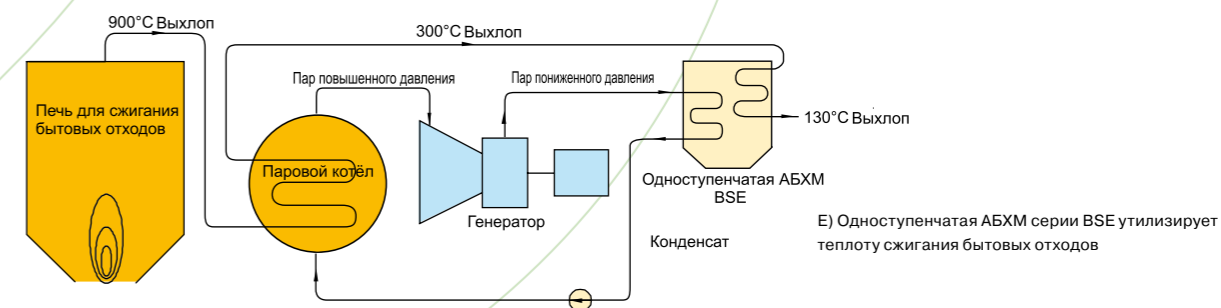 900°C Выхлоп
300°C Выхлоп
Пар повышенного давления
Пар пониженного давления
Печь для сжигания
бытовых отходов
130°C Выхлоп
Паровой котёл
Одноступенчатая АБХМ
BSE
Генератор
Конденсат
E) Одноступенчатая АБХМ серии BSE утилизирует
теплоту сжигания бытовых отходов